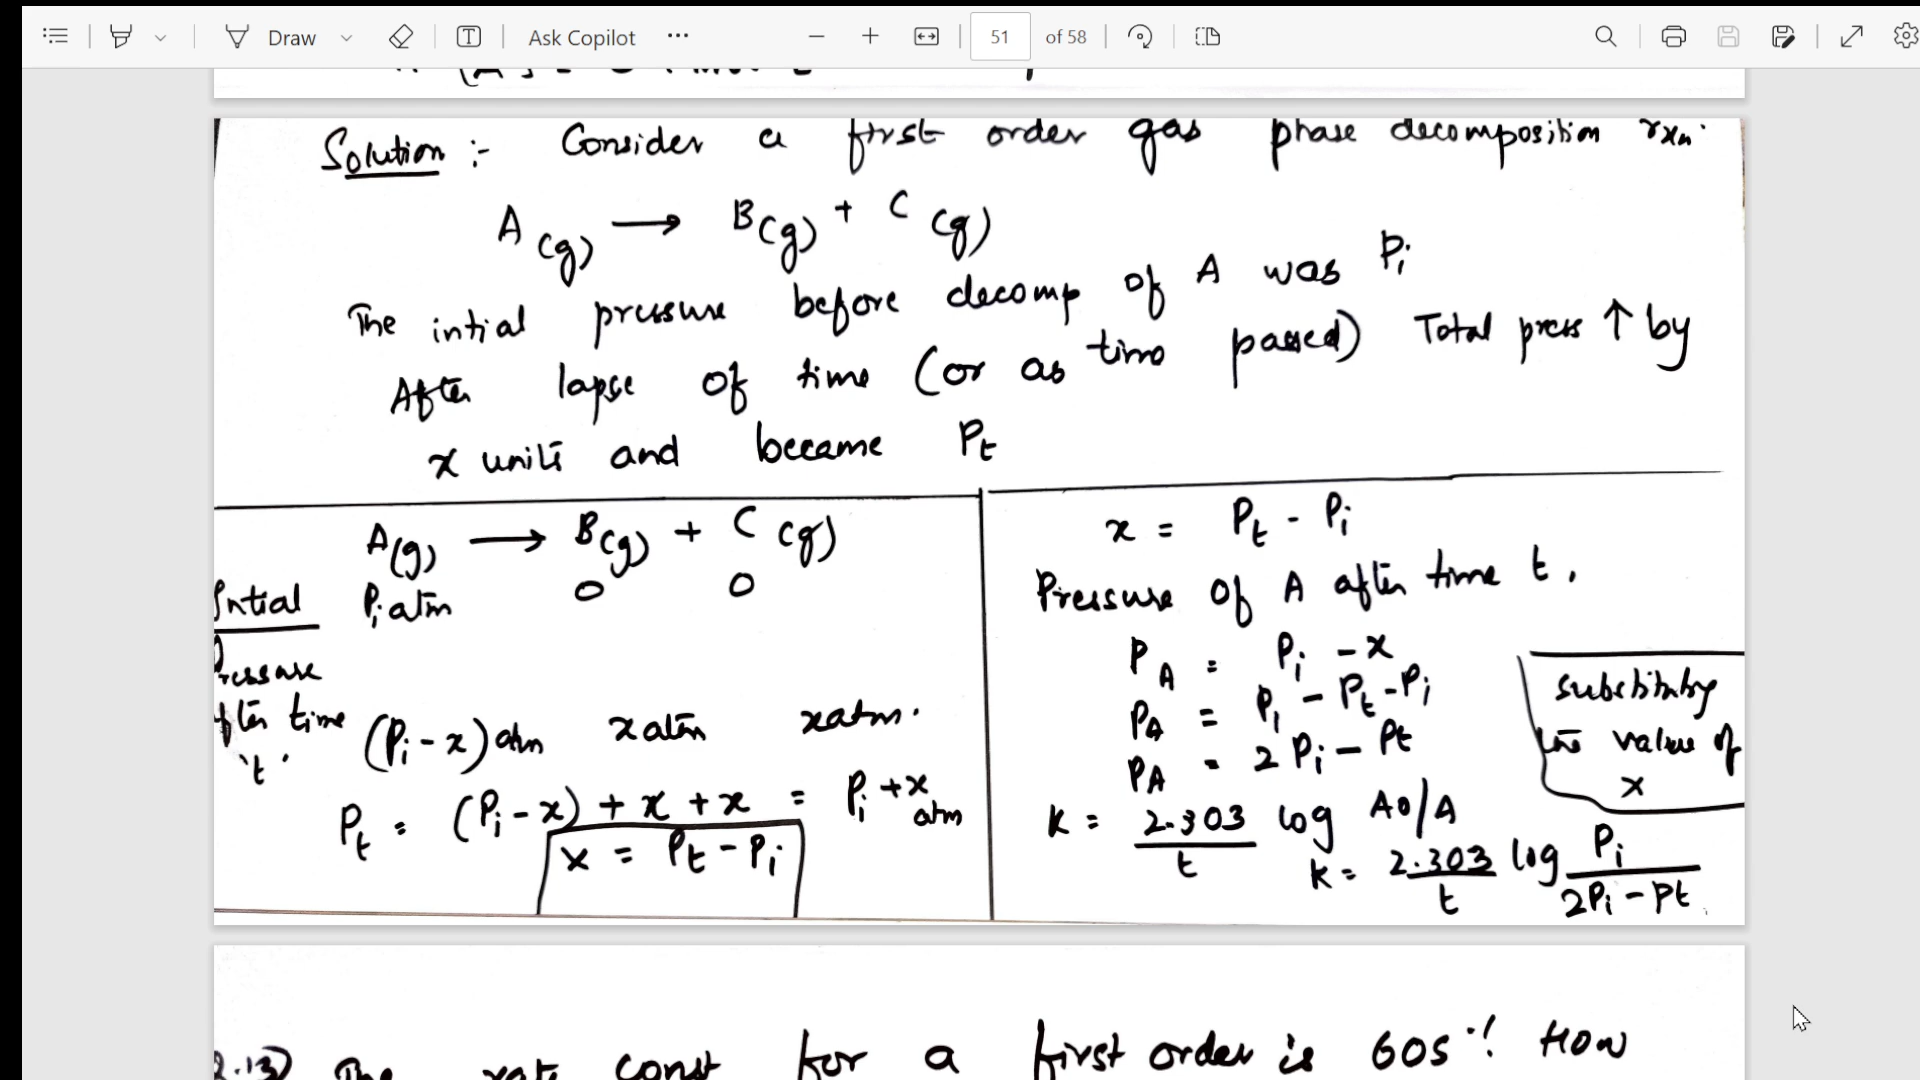 Draw
Ask Copilot
51 of 58
Solution :- Consider a first order gas phase decomposition rxn.
A (g) → B(g) + C (g)
The intial pressure before decomp of A was Pi
After lapse of time (or as time passed) Total press ↑ by
x units and became Pt
A(g) → B(g) + C (g)
Intial Pi atm O O
Pressure
after time (Pi - x) atm x atm x atm.
't'
Pt = (Pi - x) + x + x = Pi + x atm
x = Pt - Pi
x = Pt - Pi
Pressure of A after time t.
PA = Pi - x
PA = Pi - Pt - Pi
PA = 2 Pi - Pt
substituting
the value of
x
K = 2.303/t log A0/A
K = 2.303/t log Pi/2Pi - Pt
The rate const for a first order is 60s⁻¹. How